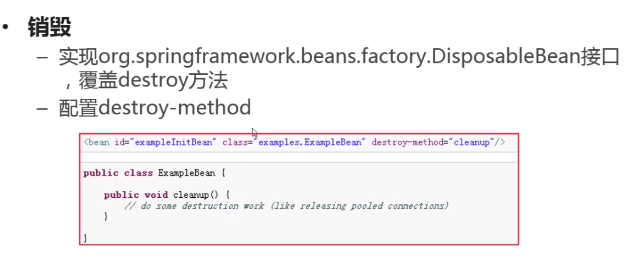 • 销毁
– 实现org.springframework.beans.factory.DisposableBean接口
，覆盖destroy方法
– 配置destroy-method
<bean id="exampleInitBean" class="examples.ExampleBean" destroy-method="cleanup"/>
public class ExampleBean {
public void cleanup() {
// do some destruction work (like releasing pooled connections)
}
}